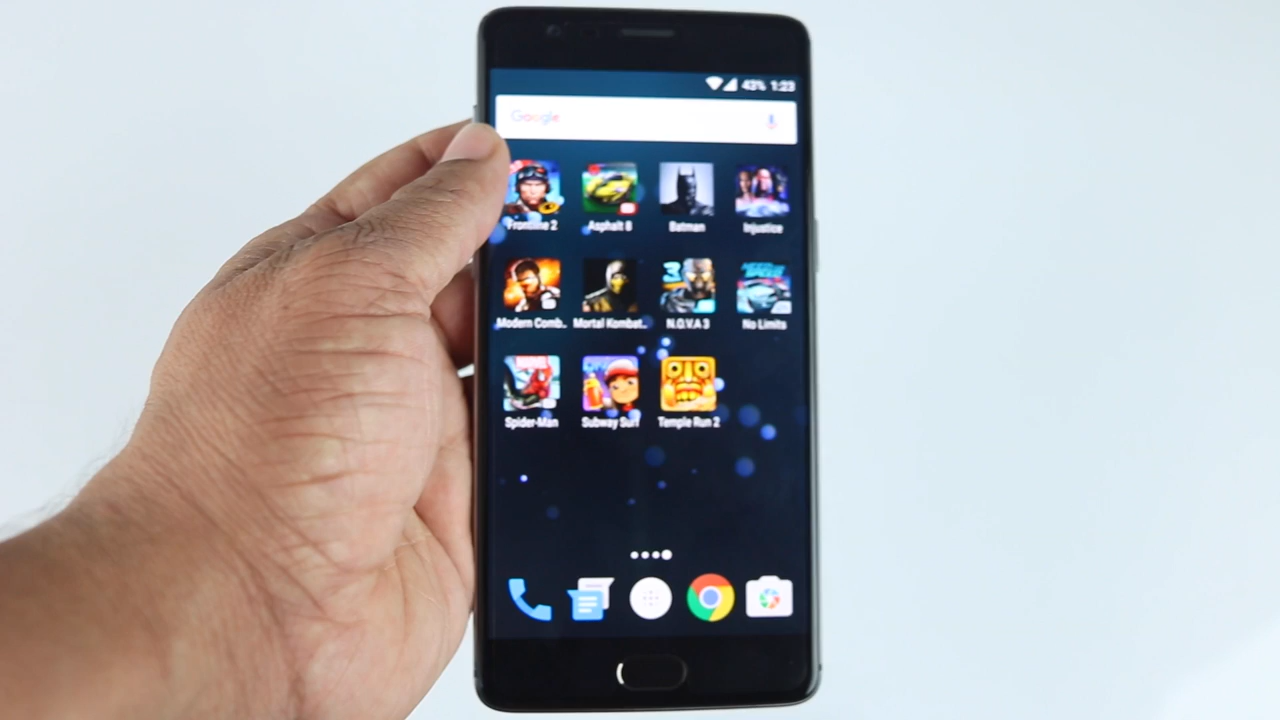 43% 1:23
Google
Frontline 2 Asphalt 8 Batman Injustice
Modern Comb.. Mortal Kombat.. N.O.V.A 3 No Limits
MARVEL
Spider-Man Subway Surf Temple Run 2